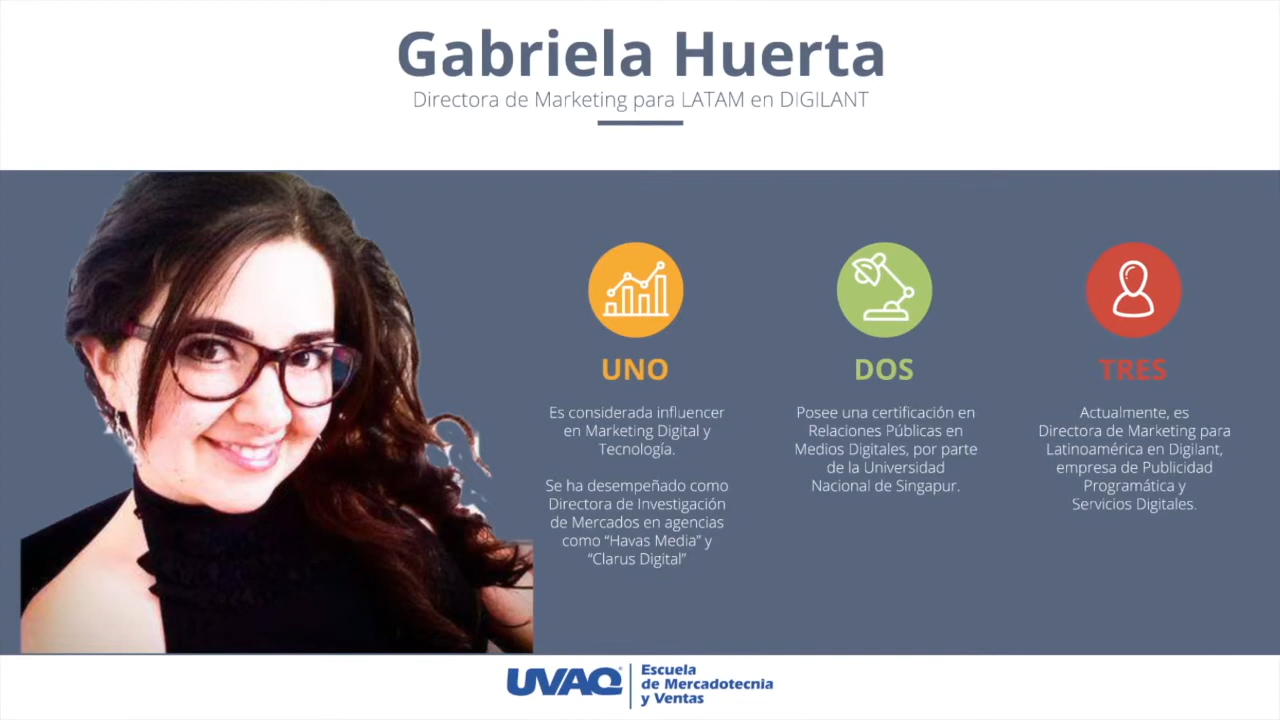 Gabriela Huerta
Directora de Marketing para LATAM en DIGILANT
UNO
Es considerada influencer
en Marketing Digital y
Tecnología.
Se ha desempeñado como
Directora de Investigación
de Mercados en agencias
como “Havas Media” y
“Clarus Digital”
DOS
Posee una certificación en
Relaciones Públicas en
Medios Digitales, por parte
de la Universidad
Nacional de Singapur.
TRES
Actualmente, es
Directora de Marketing para
Latinoamérica en Digilant,
empresa de Publicidad
Programática y
Servicios Digitales.
UVAQ
Escuela
de Mercadotecnia
y Ventas